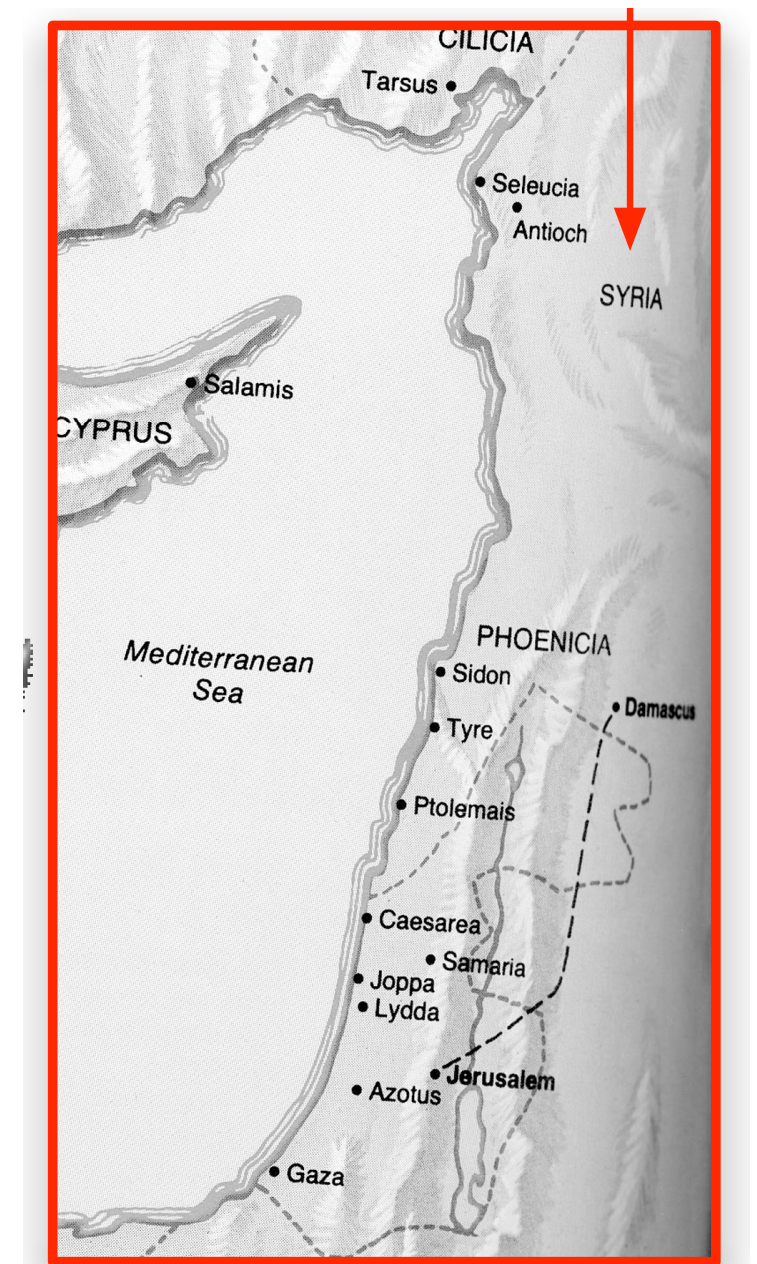 CILICIA
Tarsus
Seleucia
Antioch
SYRIA
Salamis
CYPRUS
PHOENICIA
Mediterranean
Sea
Sidon
Damascus
Tyre
Ptolemais
Caesarea
Samaria
Joppa
Lydda
Jerusalem
Azotus
Gaza